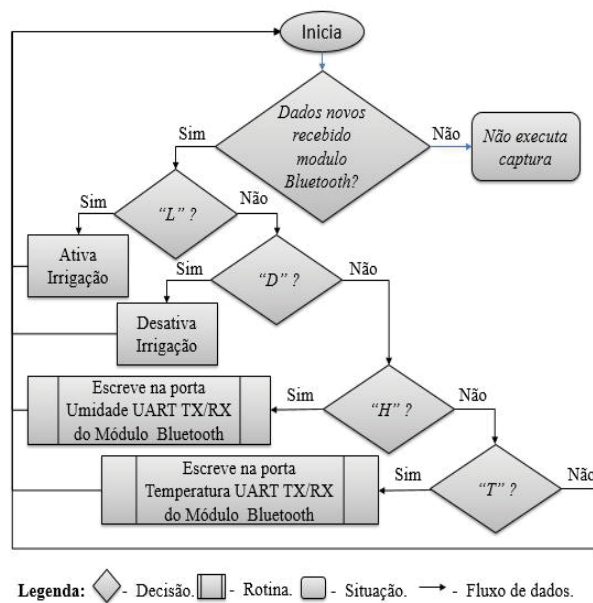 Inicia
Dados novos
recebido
modulo
Bluetooth?
Sim
Não
Não executa
captura
Sim
“L” ?
Não
Ativa
Irrigação
Sim
“D” ?
Não
Desativa
Irrigação
Escreve na porta
Umidade UART TX/RX
do Módulo Bluetooth
Sim
“H” ?
Não
Escreve na porta
Temperatura UART TX/RX
do Módulo Bluetooth
Sim
“T” ?
Não
Legenda: - Decisão. - Rotina. - Situação. - Fluxo de dados.